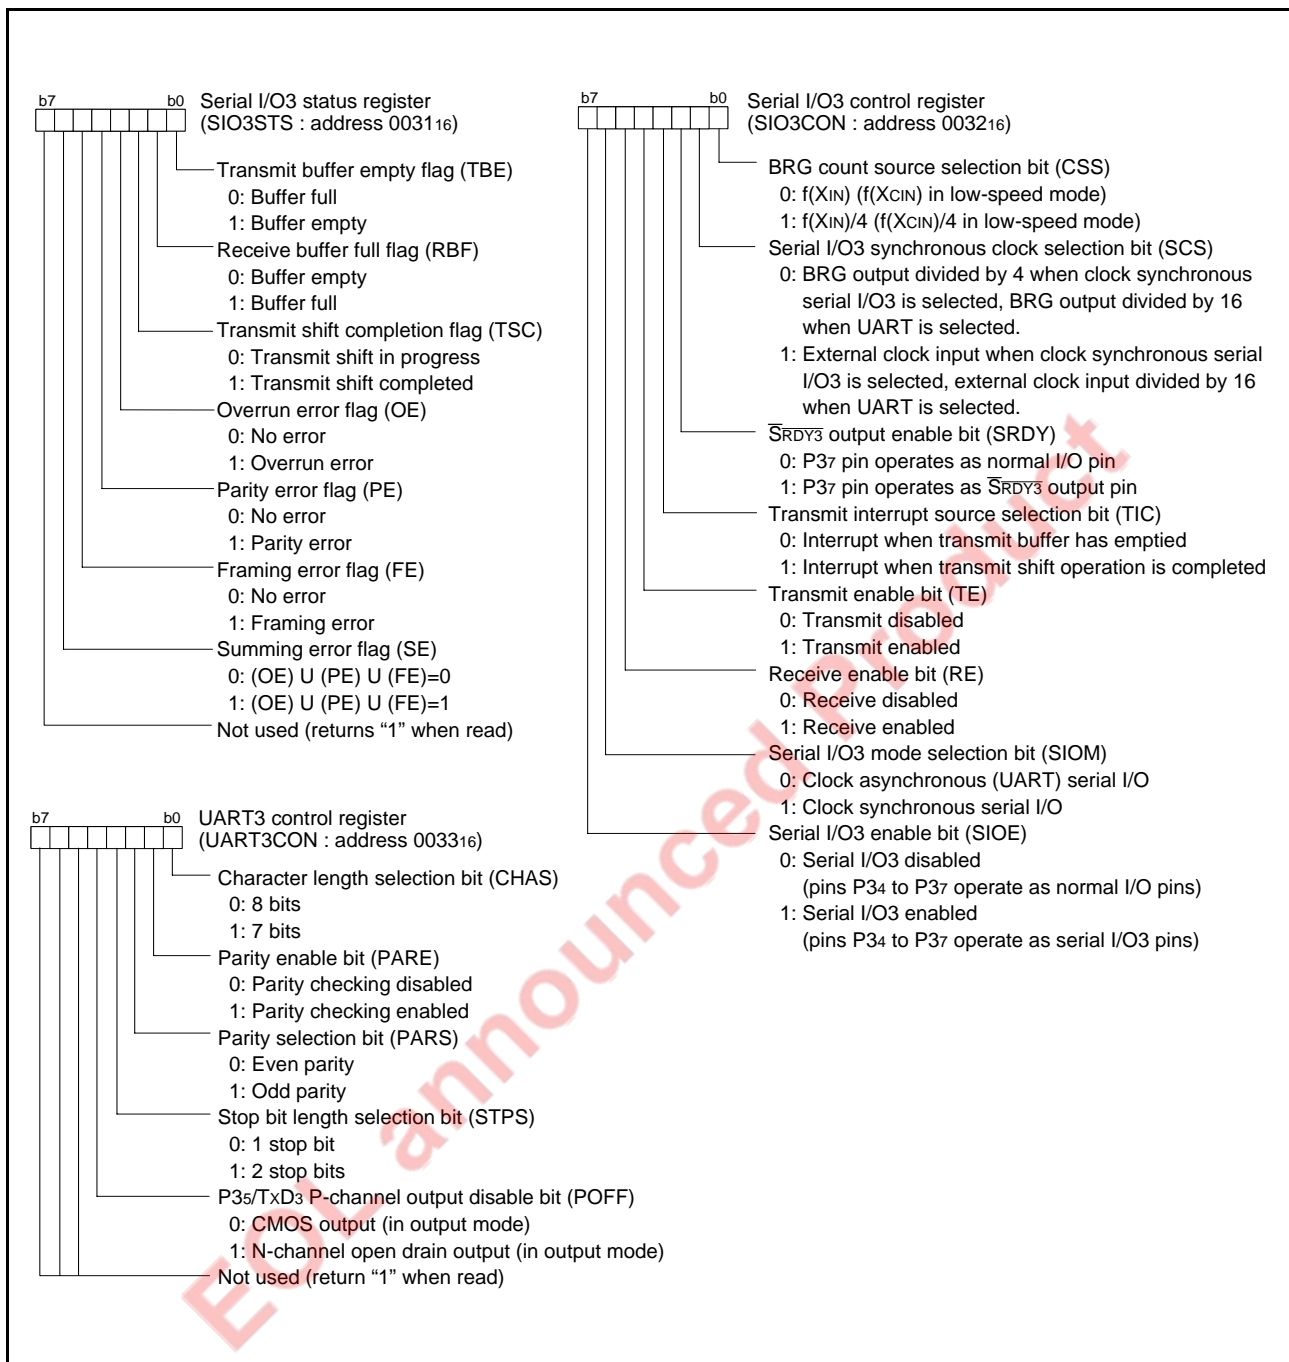 b7 b0 Serial I/O3 status register
(SIO3STS : address 003116)
Transmit buffer empty flag (TBE)
0: Buffer full
1: Buffer empty
Receive buffer full flag (RBF)
0: Buffer empty
1: Buffer full
Transmit shift completion flag (TSC)
0: Transmit shift in progress
1: Transmit shift completed
Overrun error flag (OE)
0: No error
1: Overrun error
Parity error flag (PE)
0: No error
1: Parity error
Framing error flag (FE)
0: No error
1: Framing error
Summing error flag (SE)
0: (OE) U (PE) U (FE)=0
1: (OE) U (PE) U (FE)=1
Not used (returns “1” when read)
b7 b0 UART3 control register
(UART3CON : address 003316)
Character length selection bit (CHAS)
0: 8 bits
1: 7 bits
Parity enable bit (PARE)
0: Parity checking disabled
1: Parity checking enabled
Parity selection bit (PARS)
0: Even parity
1: Odd parity
Stop bit length selection bit (STPS)
0: 1 stop bit
1: 2 stop bits
P35/TXD3 P-channel output disable bit (POFF)
0: CMOS output (in output mode)
1: N-channel open drain output (in output mode)
Not used (return “1” when read)
b7 b0 Serial I/O3 control register
(SIO3CON : address 003216)
BRG count source selection bit (CSS)
0: f(XIN) (f(XCIN) in low-speed mode)
1: f(XIN)/4 (f(XCIN)/4 in low-speed mode)
Serial I/O3 synchronous clock selection bit (SCS)
0: BRG output divided by 4 when clock synchronous
serial I/O3 is selected, BRG output divided by 16
when UART is selected.
1: External clock input when clock synchronous serial
I/O3 is selected, external clock input divided by 16
when UART is selected.
SRDY3 output enable bit (SRDY)
0: P37 pin operates as normal I/O pin
1: P37 pin operates as SRDY3 output pin
Transmit interrupt source selection bit (TIC)
0: Interrupt when transmit buffer has emptied
1: Interrupt when transmit shift operation is completed
Transmit enable bit (TE)
0: Transmit disabled
1: Transmit enabled
Receive enable bit (RE)
0: Receive disabled
1: Receive enabled
Serial I/O3 mode selection bit (SIOM)
0: Clock asynchronous (UART) serial I/O
1: Clock synchronous serial I/O
Serial I/O3 enable bit (SIOE)
0: Serial I/O3 disabled
(pins P34 to P37 operate as normal I/O pins)
1: Serial I/O3 enabled
(pins P34 to P37 operate as serial I/O3 pins)
EOL announced Product